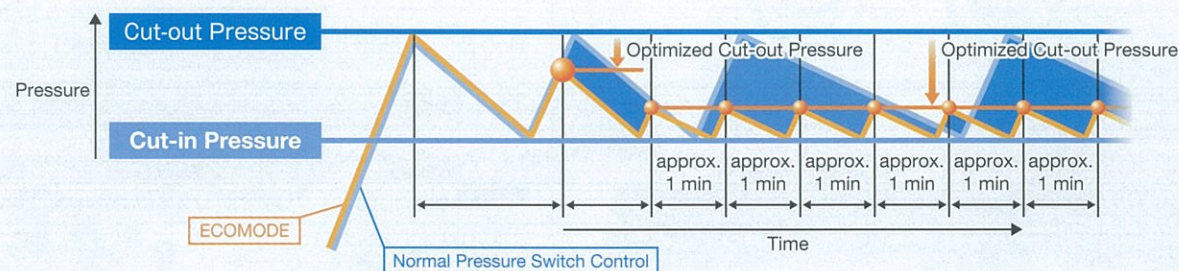 Cut-out Pressure
Optimized Cut-out Pressure
Optimized Cut-out Pressure
Pressure
Cut-in Pressure
approx.
1 min
approx.
1 min
approx.
1 min
approx.
1 min
approx.
1 min
approx.
1 min
ECOMODE
Time
Normal Pressure Switch Control